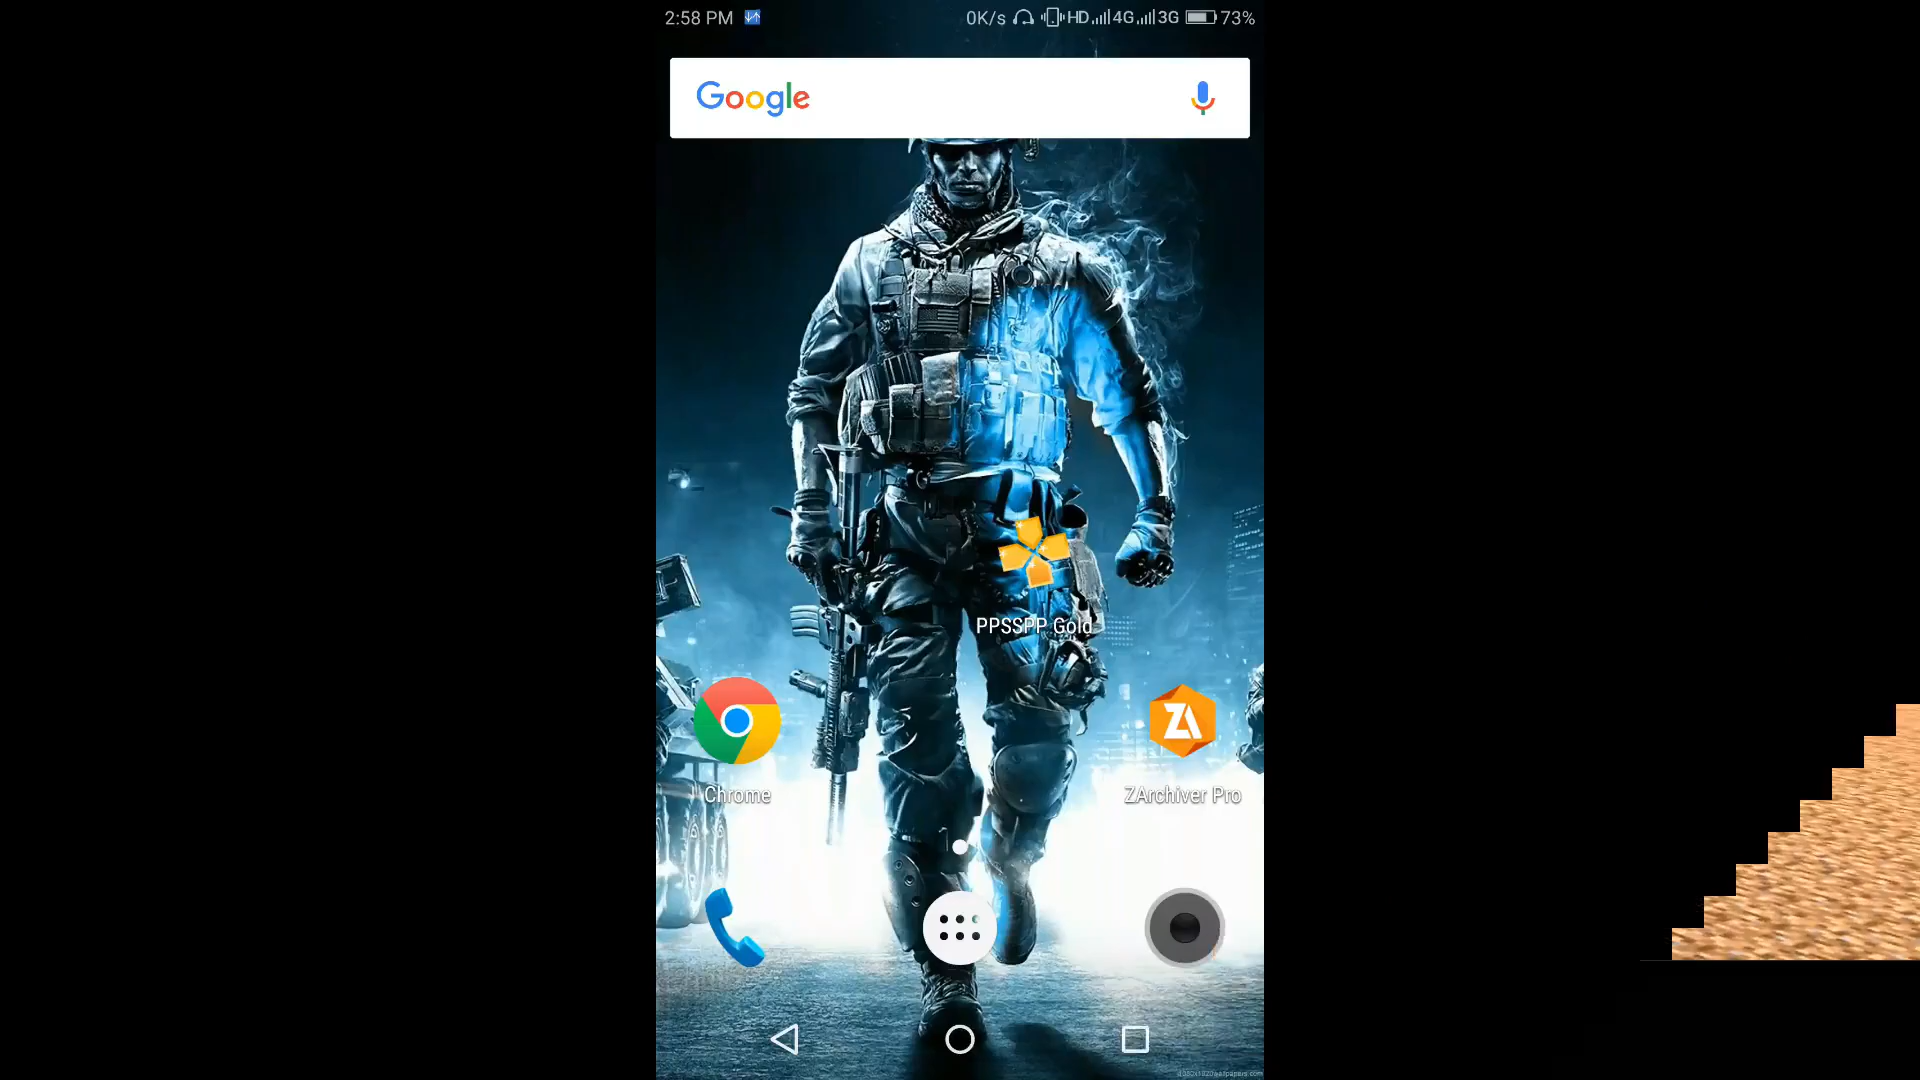 2:58 PM 0K/s HD 4G 3G 73%
Google
PPSSPP Gold
Chrome
ZArchiver Pro